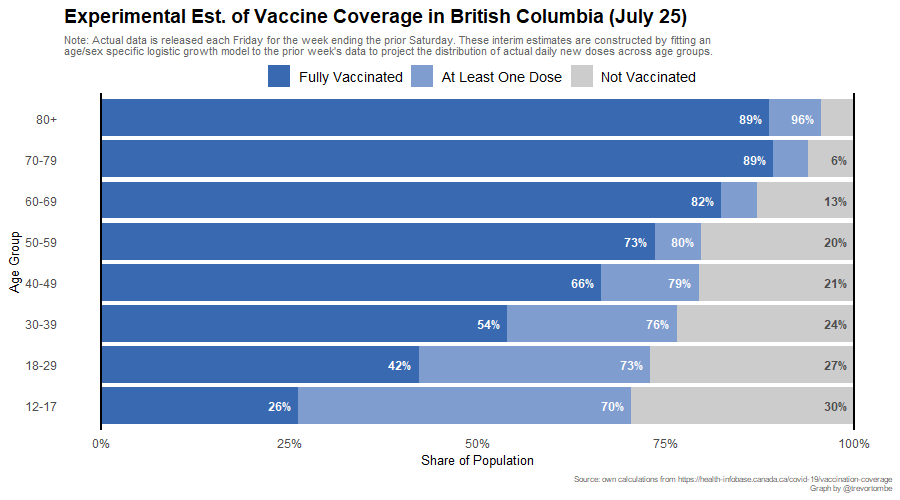 Experimental Est. of Vaccine Coverage in British Columbia (July 25)
Note: Actual data is released each Friday for the week ending the prior Saturday. These interim estimates are constructed by fitting an
age/sex specific logistic growth model to the prior week's data to project the distribution of actual daily new doses across age groups.
Fully Vaccinated At Least One Dose Not Vaccinated
80+ 89% 96%
70-79 89% 6%
60-69 82% 13%
50-59 73% 80% 20%
40-49 66% 79% 21%
30-39 54% 76% 24%
18-29 42% 73% 27%
12-17 26% 70% 30%
Age Group
0% 25% 50% 75% 100%
Share of Population
Source: own calculations from https://health-infobase.canada.ca/covid-19/vaccination-coverage
Graph by @trevortombe